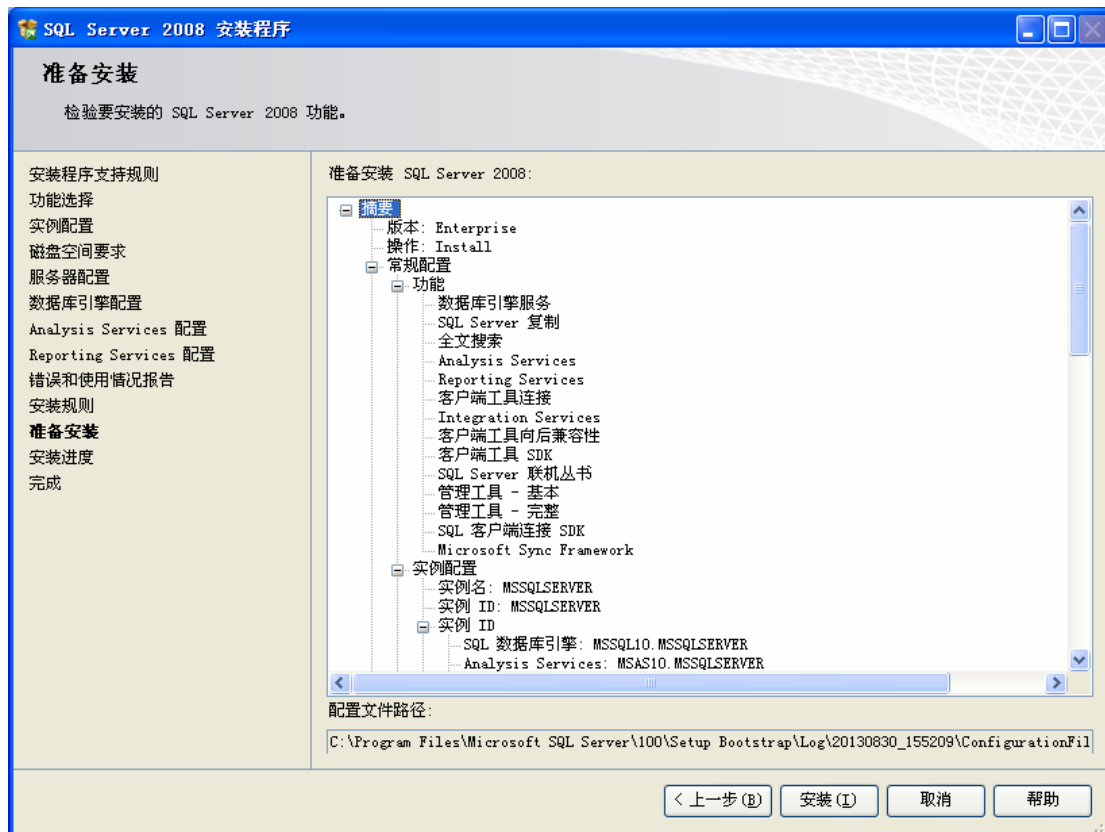 SQL Server 2008 安装程序
准备安装
检验要安装的 SQL Server 2008 功能。
安装程序支持规则
功能选择
实例配置
磁盘空间要求
服务器配置
数据库引擎配置
Analysis Services 配置
Reporting Services 配置
错误和使用情况报告
安装规则
准备安装
安装进度
完成
准备安装 SQL Server 2008:
摘要
版本: Enterprise
操作: Install
常规配置
功能
数据库引擎服务
SQL Server 复制
全文搜索
Analysis Services
Reporting Services
客户端工具连接
Integration Services
客户端工具向后兼容性
客户端工具 SDK
SQL Server 联机丛书
管理工具 - 基本
管理工具 - 完整
SQL 客户端连接 SDK
Microsoft Sync Framework
实例配置
实例名: MSSQLSERVER
实例 ID: MSSQLSERVER
实例 ID
SQL 数据库引擎: MSSQL10.MSSQLSERVER
Analysis Services: MSAS10.MSSQLSERVER
配置文件路径:
C:\Program Files\Microsoft SQL Server\100\Setup Bootstrap\Log\20130830_155209\ConfigurationFil
< 上一步(B) 安装(I) 取消 帮助